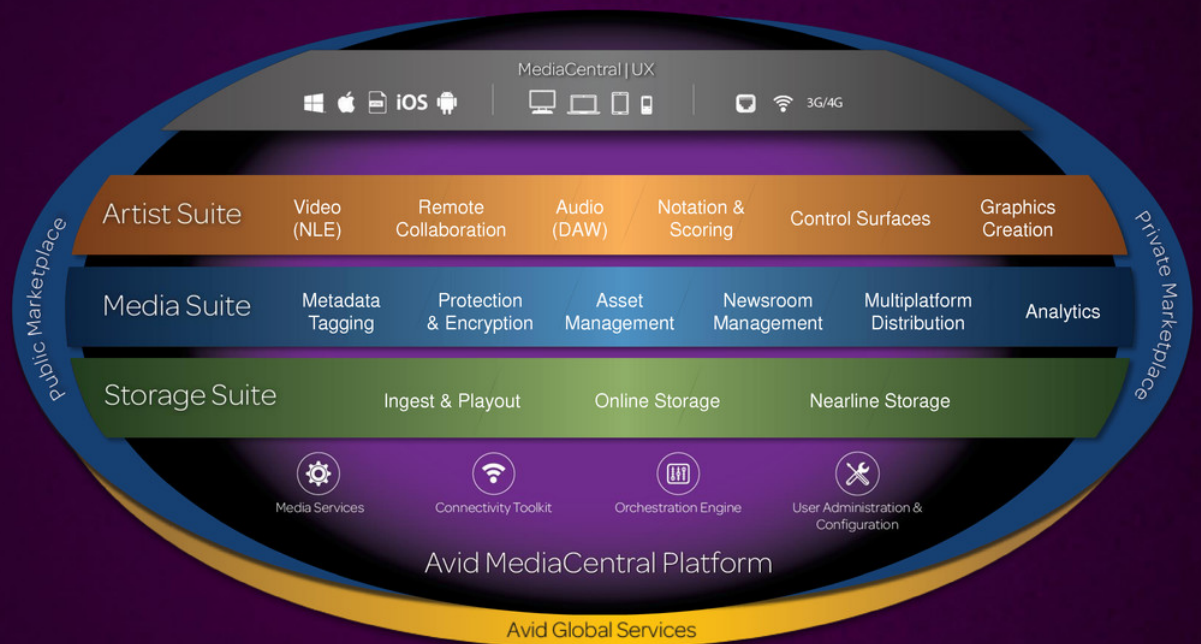 MediaCentral | UX
iOS
3G/4G
Public Marketplace
Private Marketplace
Artist Suite
Video
(NLE)
Remote
Collaboration
Audio
(DAW)
Notation &
Scoring
Control Surfaces
Graphics
Creation
Media Suite
Metadata
Tagging
Protection
& Encryption
Asset
Management
Newsroom
Management
Multiplatform
Distribution
Analytics
Storage Suite
Ingest & Playout
Online Storage
Nearline Storage
Media Services
Connectivity Toolkit
Orchestration Engine
User Administration &
Configuration
Avid MediaCentral Platform
Avid Global Services